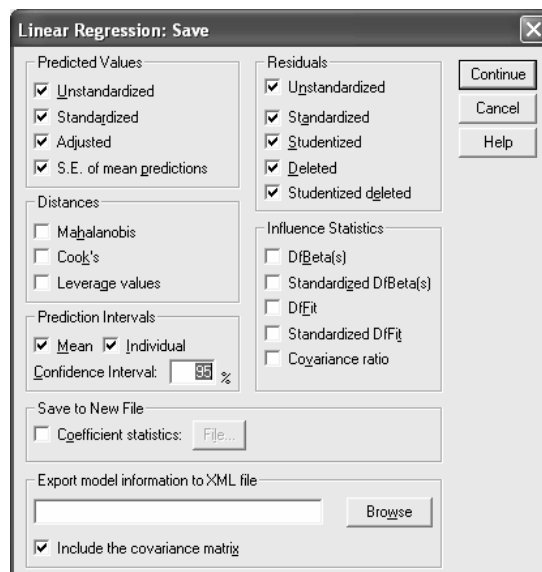 Linear Regression: Save
Predicted Values
Unstandardized
Standardized
Adjusted
S.E. of mean predictions
Residuals
Unstandardized
Standardized
Studentized
Deleted
Studentized deleted
Continue
Cancel
Help
Distances
Mahalanobis
Cook's
Leverage values
Influence Statistics
DfBeta(s)
Standardized DfBeta(s)
DfFit
Standardized DfFit
Covariance ratio
Prediction Intervals
Mean Individual
Confidence Interval: 95 %
Save to New File
Coefficient statistics: File...
Export model information to XML file
Browse
Include the covariance matrix